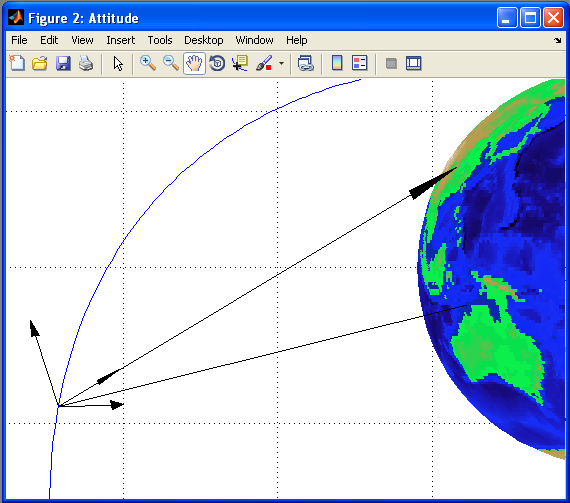 Figure 2: Attitude
File Edit View Insert Tools Desktop Window Help